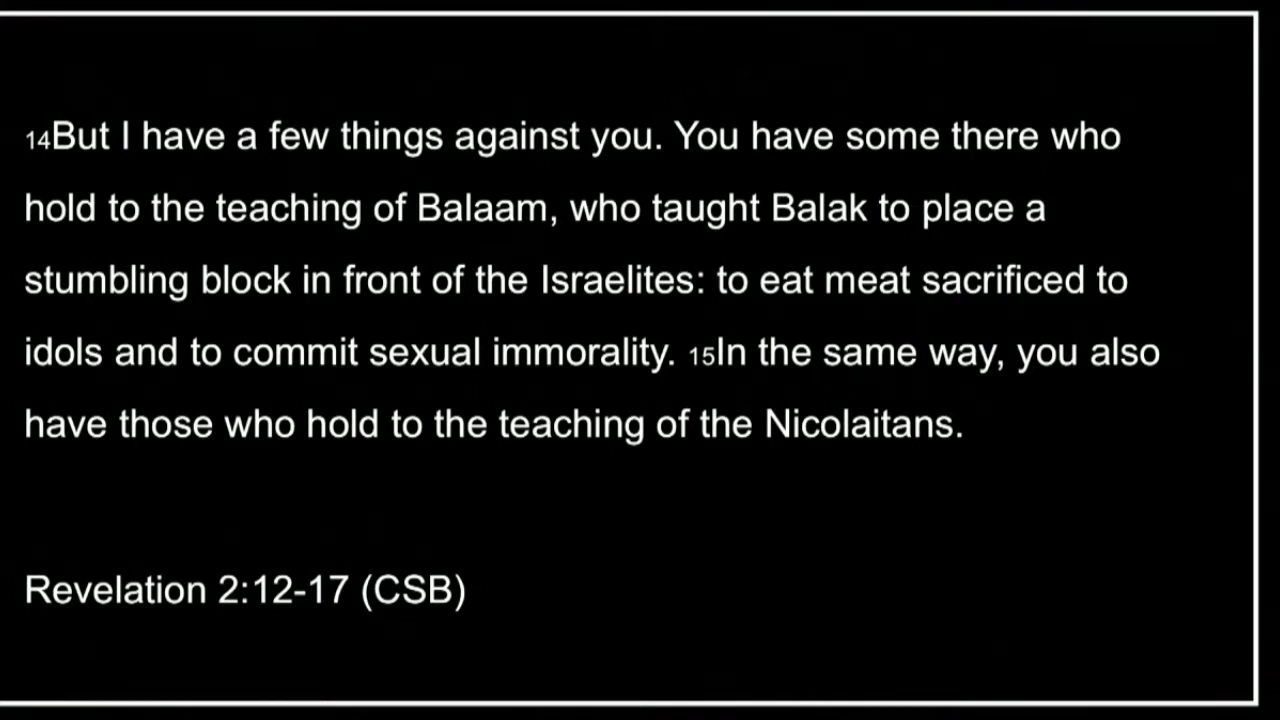 14But I have a few things against you. You have some there who
hold to the teaching of Balaam, who taught Balak to place a
stumbling block in front of the Israelites: to eat meat sacrificed to
idols and to commit sexual immorality. 15In the same way, you also
have those who hold to the teaching of the Nicolaitans.
Revelation 2:12-17 (CSB)